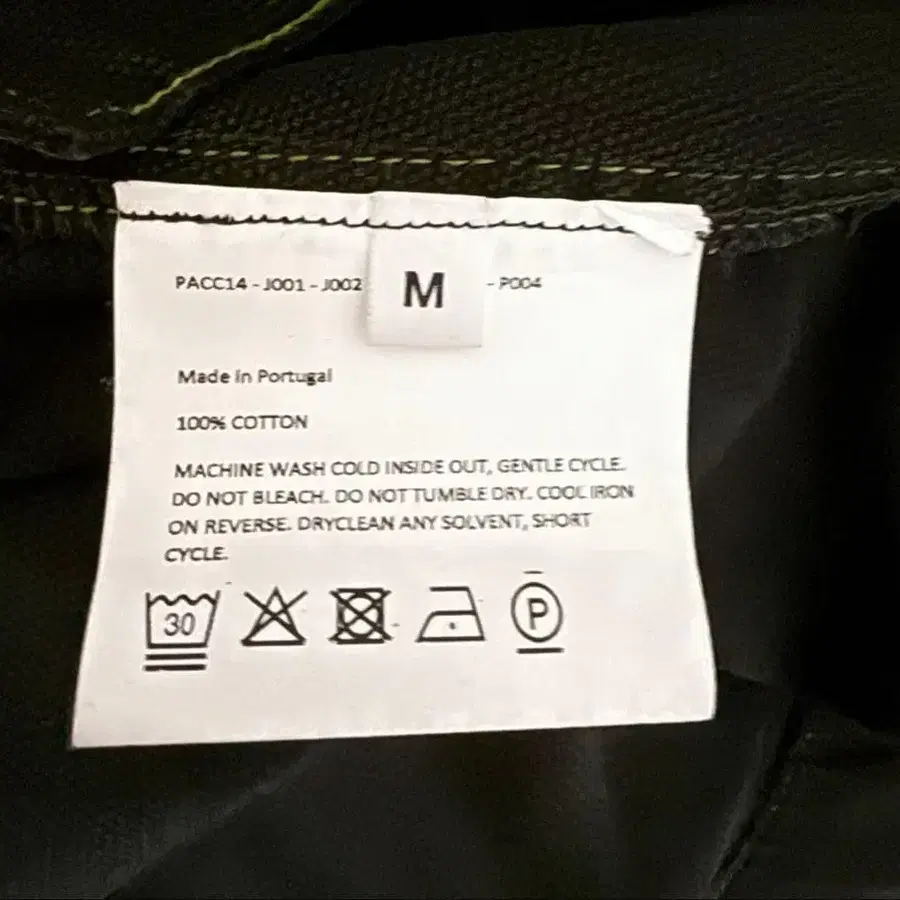 PACC14 - J001 - J002 M - P004
Made in Portugal
100% COTTON
MACHINE WASH COLD INSIDE OUT, GENTLE CYCLE.
DO NOT BLEACH. DO NOT TUMBLE DRY. COOL IRON
ON REVERSE. DRYCLEAN ANY SOLVENT, SHORT
CYCLE.
30 P